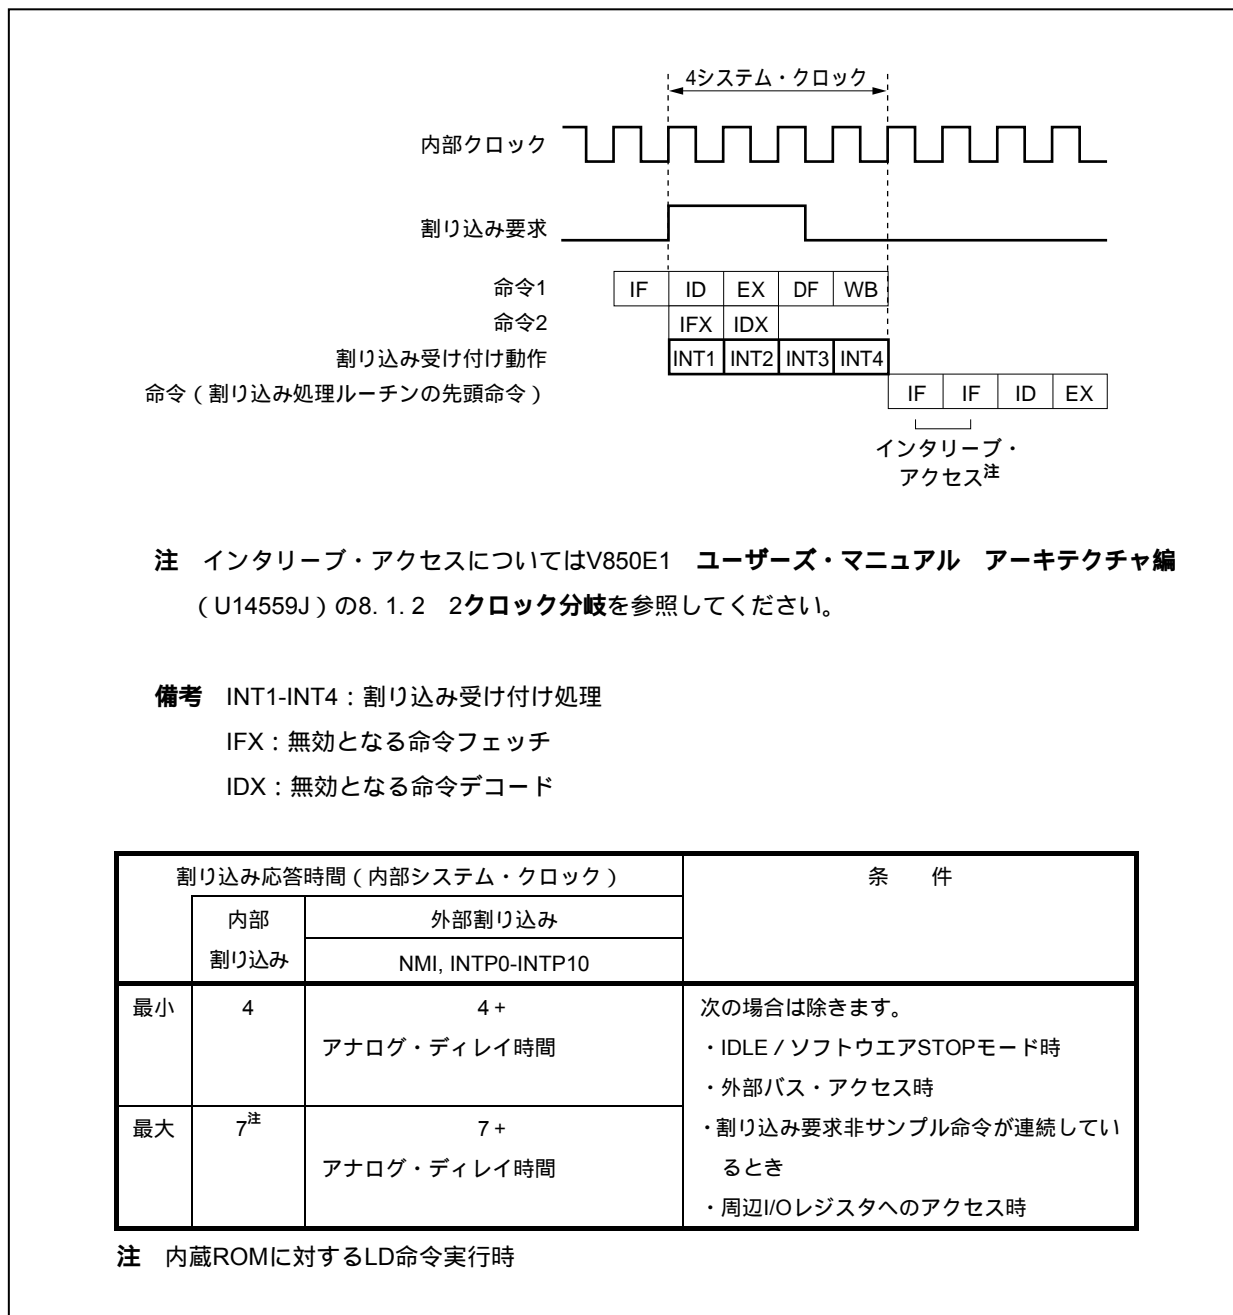 4システム・クロック
内部クロック
割り込み要求
命令1 IF ID EX DF WB
命令2 IFX IDX
割り込み受け付け動作 INT1 INT2 INT3 INT4
命令（割り込み処理ルーチンの先頭命令） IF IF ID EX
インタリーブ・
アクセス注
注 インタリーブ・アクセスについてはV850E1 ユーザーズ・マニュアル アーキテクチャ編
（U14559J）の8. 1. 2 2クロック分岐を参照してください。
備考 INT1-INT4：割り込み受け付け処理
IFX：無効となる命令フェッチ
IDX：無効となる命令デコード
割り込み応答時間（内部システム・クロック） 条 件
内部 外部割り込み
割り込み NMI, INTP0-INTP10
最小 4 4 + 次の場合は除きます。
アナログ・ディレイ時間 ・IDLE / ソフトウエアSTOPモード時
・外部バス・アクセス時
最大 7注 7 + ・割り込み要求非サンプル命令が連続してい
アナログ・ディレイ時間 るとき
・周辺I/Oレジスタへのアクセス時
注 内蔵ROMに対するLD命令実行時